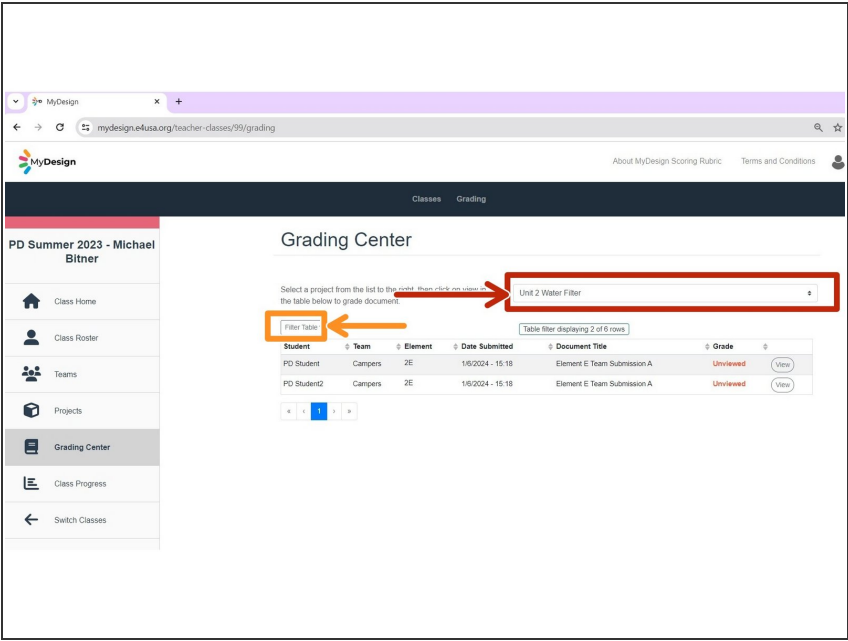 MyDesign
mydesign.e4usa.org/teacher-classes/99/grading
MyDesign
About MyDesign Scoring Rubric Terms and Conditions
Classes Grading
PD Summer 2023 - Michael
Bitner
Class Home
Class Roster
Teams
Projects
Grading Center
Class Progress
Switch Classes
Grading Center
Select a project from the list to the right, then click on view in
the table below to grade document.
Unit 2 Water Filter
Filter Table
Table filter displaying 2 of 6 rows
Student Team Element Date Submitted Document Title Grade
PD Student Campers 2E 1/6/2024 - 15:18 Element E Team Submission A Unviewed View
PD Student2 Campers 2E 1/6/2024 - 15:18 Element E Team Submission A Unviewed View
« ‹ 1 › »